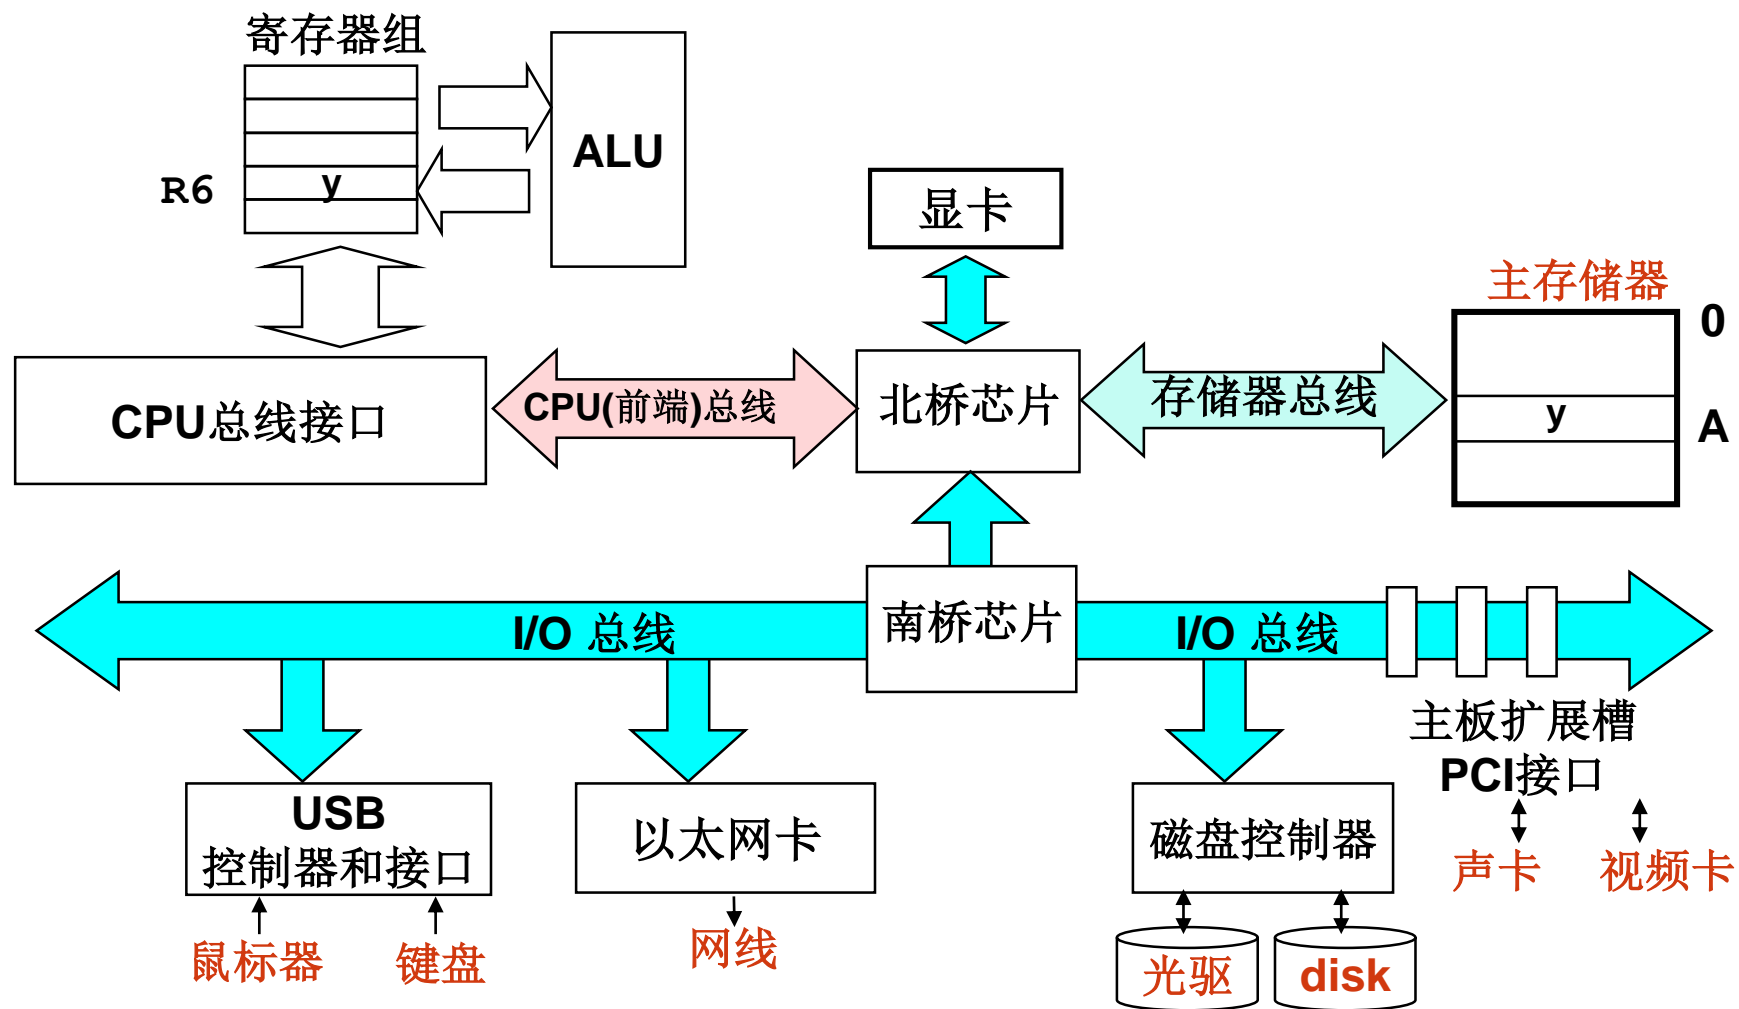 寄存器组
ALU
R6
y
显卡
主存储器
0
CPU总线接口
CPU(前端)总线
北桥芯片
存储器总线
y
A
I/O 总线
南桥芯片
I/O 总线
主板扩展槽
PCI接口
USB
控制器和接口
以太网卡
磁盘控制器
声卡
视频卡
鼠标器
键盘
网线
光驱
disk